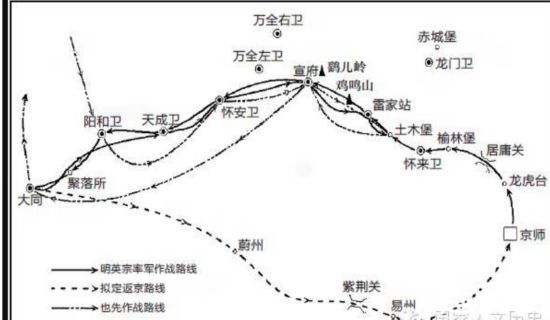 万全右卫
赤城堡
万全左卫
宣府
鹞儿岭
龙门卫
鸡鸣山
怀安卫
雷家站
天成卫
阳和卫
土木堡
榆林堡
居庸关
怀来卫
聚落所
龙虎台
大同
京师
蔚州
明英宗率军作战路线
拟定返京路线
紫荆关
也先作战路线
易州